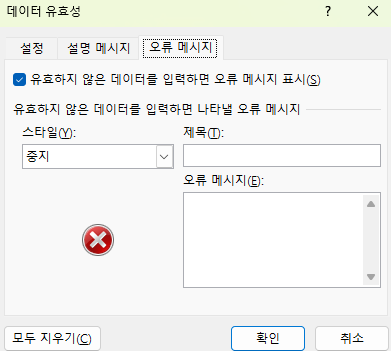 데이터 유효성
설정 설명 메시지 오류 메시지
유효하지 않은 데이터를 입력하면 오류 메시지 표시(S)
유효하지 않은 데이터를 입력하면 나타낼 오류 메시지
스타일(Y): 제목(T):
중지
오류 메시지(E):
모두 지우기(C) 확인 취소